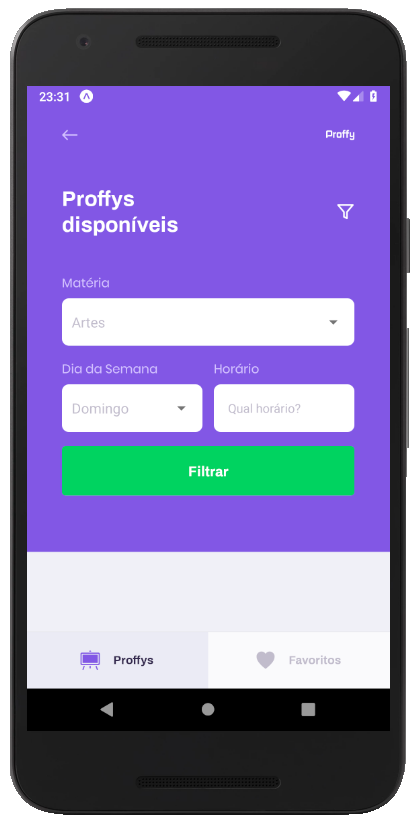 23:31
Proffy
Proffys
disponíveis
Matéria
Artes
Dia da Semana
Horário
Domingo
Qual horário?
Filtrar
Proffys
Favoritos